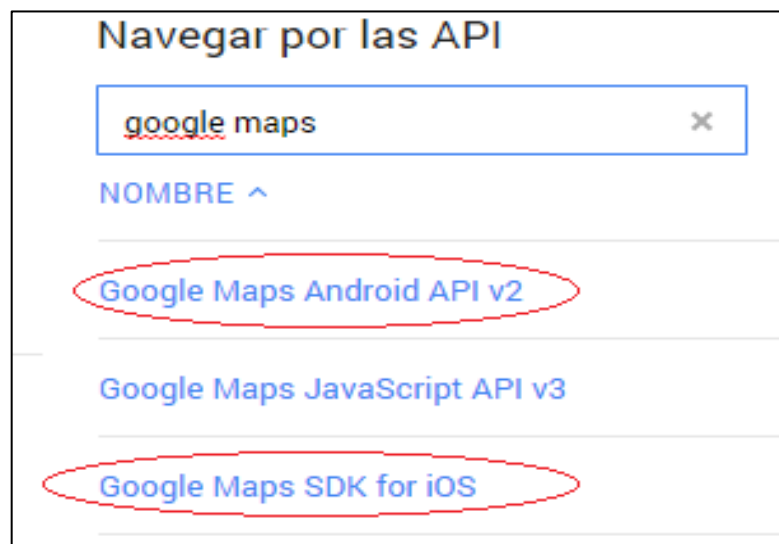 Navegar por las API
google maps
NOMBRE
Google Maps Android API v2
Google Maps JavaScript API v3
Google Maps SDK for iOS